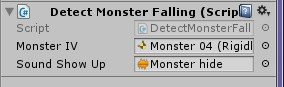 Detect Monster Falling (Scrip
Script DetectMonsterFall
Monster IV Monster 04 (Rigidl
Sound Show Up Monster hide